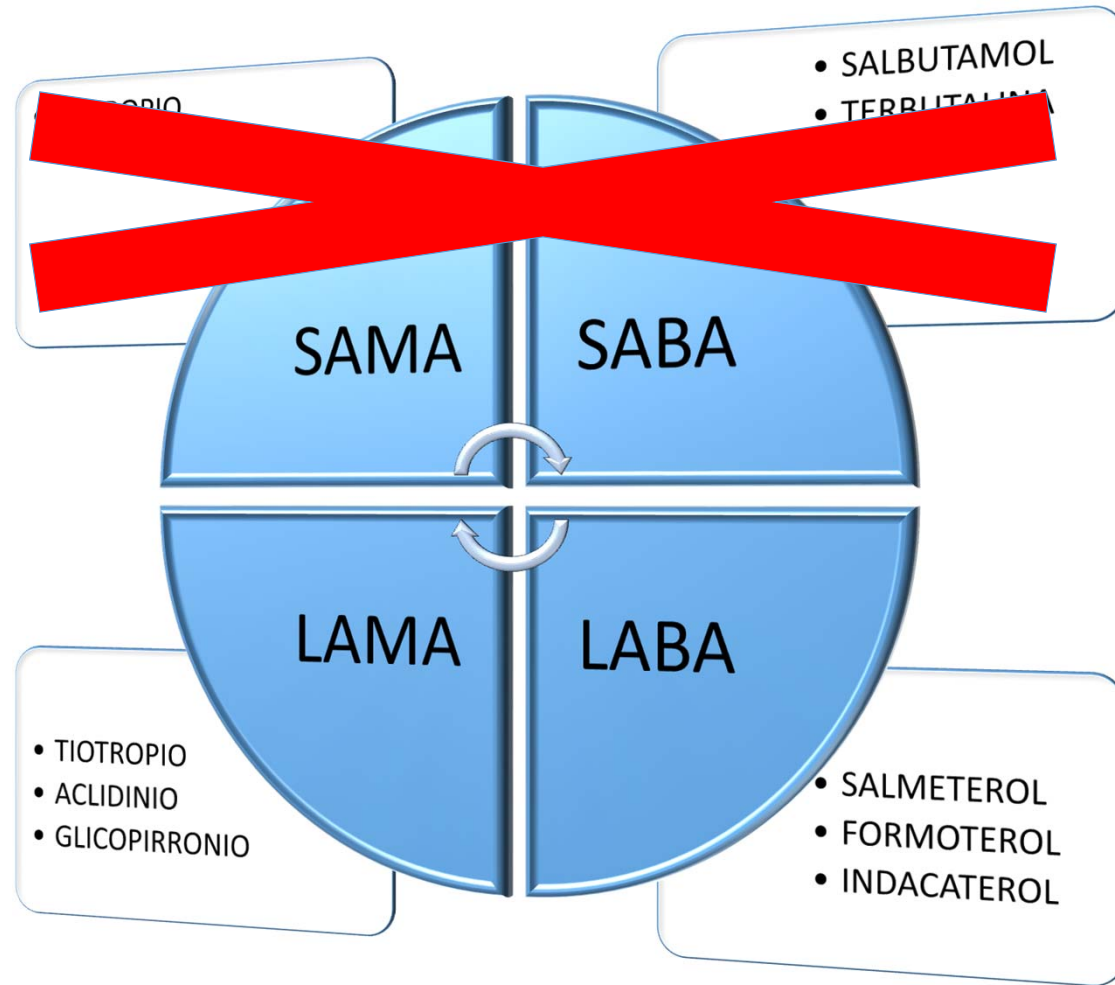 • SALBUTAMOL
SAMA
SABA
LAMA
LABA
• TIOTROPIO
• ACLIDINIO
• GLICOPIRRONIO
• SALMETEROL
• FORMOTEROL
• INDACATEROL